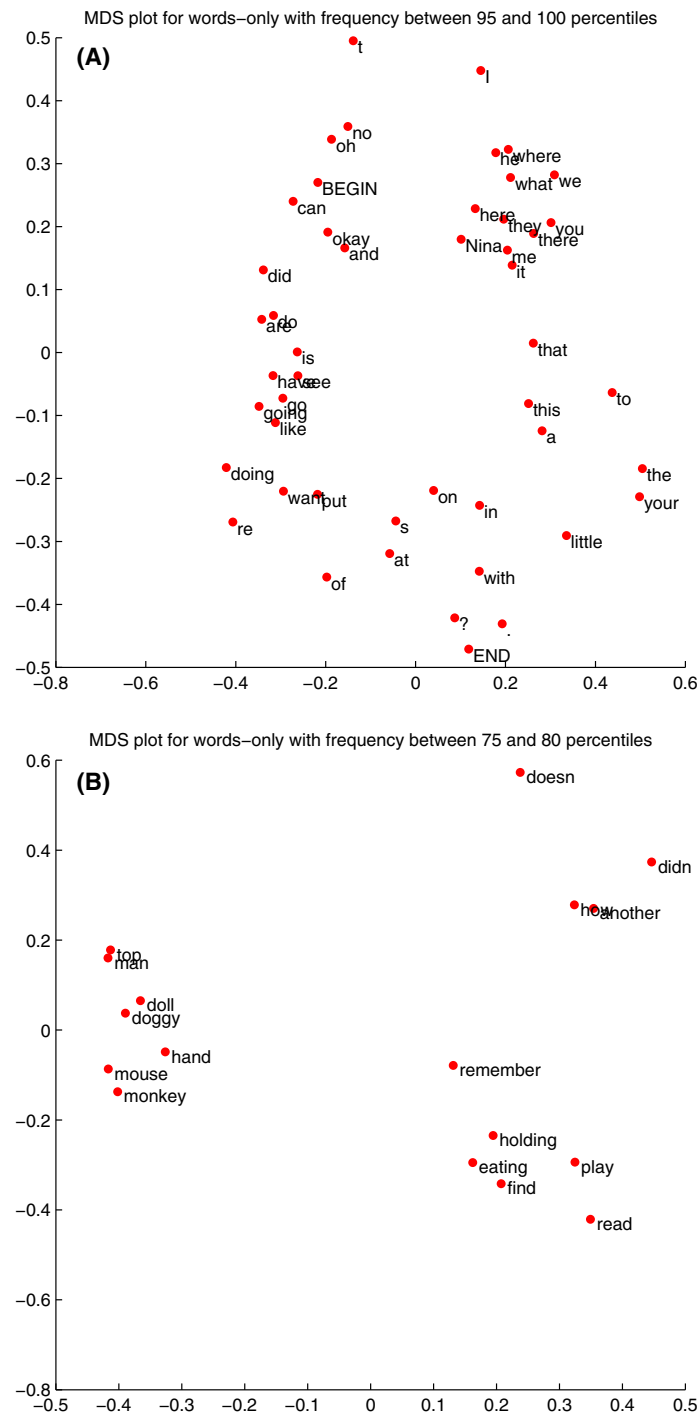 MDS plot for words−only with frequency between 95 and 100 percentiles
(A)
0.5
0.4
0.3
0.2
0.1
0
−0.1
−0.2
−0.3
−0.4
−0.5
t
I
no
oh
where
he
what
we
BEGIN
can
here
they
you
there
okay
and
Nina
me
it
did
do
are
is
that
have
see
go
going
like
this
to
a
doing
want
put
on
in
the
your
re
s
at
little
of
with
?
.
END
−0.8
−0.6
−0.4
−0.2
0
0.2
0.4
0.6
MDS plot for words−only with frequency between 75 and 80 percentiles
(B)
0.6
0.4
0.2
0
−0.2
−0.4
−0.6
−0.8
doesn
didn
how
another
top
man
doll
doggy
hand
mouse
monkey
remember
holding
eating
play
find
read
−0.5
−0.4
−0.3
−0.2
−0.1
0
0.1
0.2
0.3
0.4
0.5